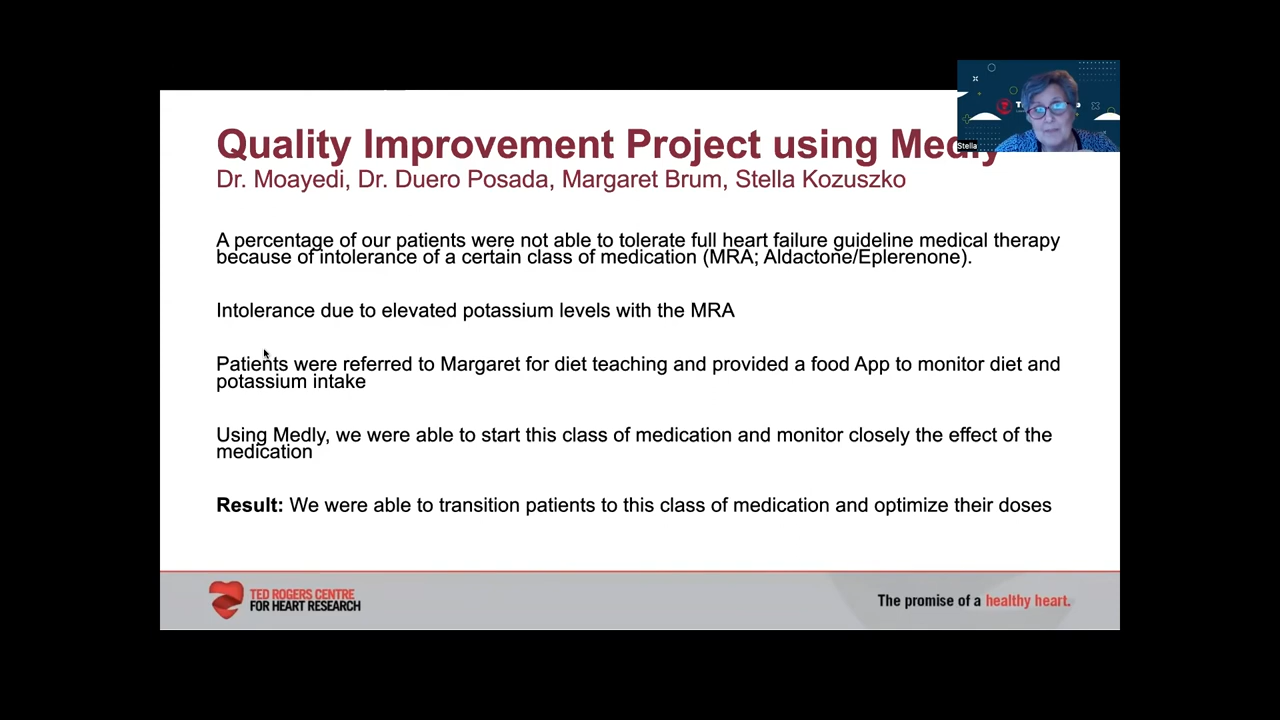 Quality Improvement Project using Medly
Dr. Moayedi, Dr. Duero Posada, Margaret Brum, Stella Kozuszko
A percentage of our patients were not able to tolerate full heart failure guideline medical therapy
because of intolerance of a certain class of medication (MRA; Aldactone/Eplerenone).
Intolerance due to elevated potassium levels with the MRA
Patients were referred to Margaret for diet teaching and provided a food App to monitor diet and
potassium intake
Using Medly, we were able to start this class of medication and monitor closely the effect of the
medication
Result: We were able to transition patients to this class of medication and optimize their doses
TED ROGERS CENTRE
FOR HEART RESEARCH
The promise of a healthy heart.
Stella